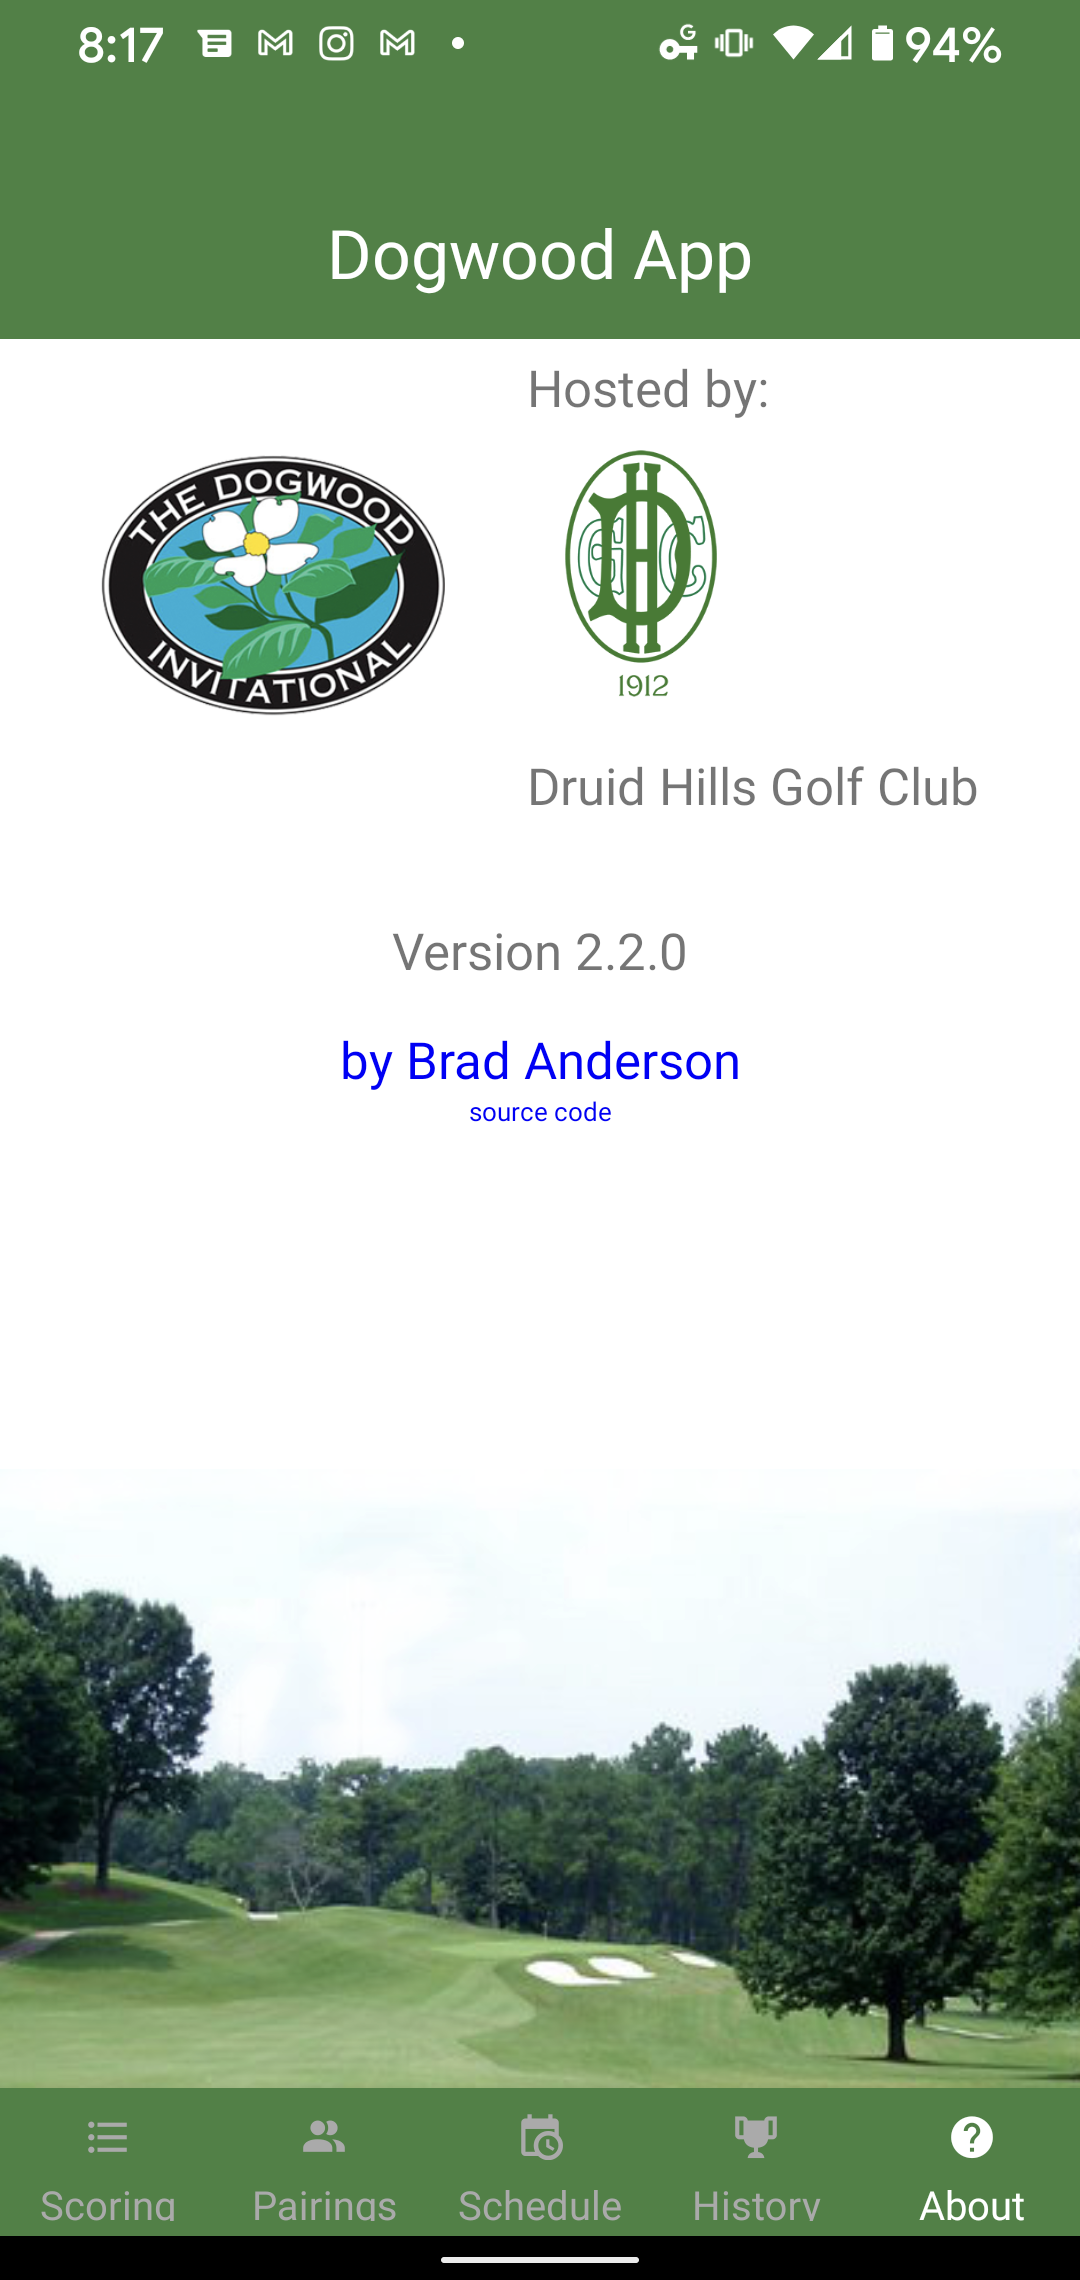 8:17
G
94%
Dogwood App
Hosted by:
THE DOGWOOD
INVITATIONAL
GHDC
1912
Druid Hills Golf Club
Version 2.2.0
by Brad Anderson
source code
Scoring
Pairings
Schedule
History
About